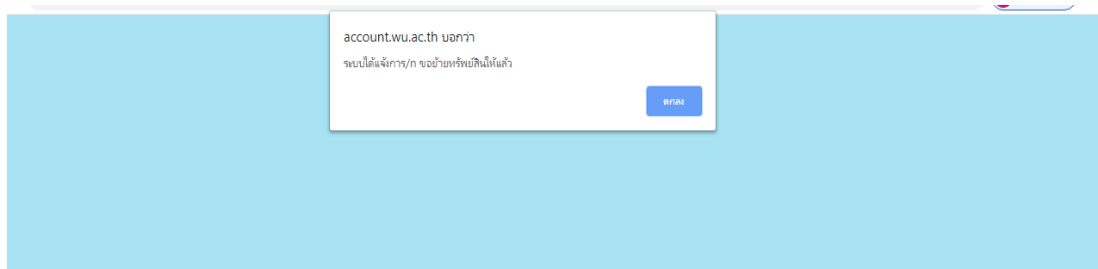 account.wu.ac.th บอกว่า
ระบบได้แจ้งการ/n ขอย้ายทรัพย์สินให้แล้ว
ตกลง